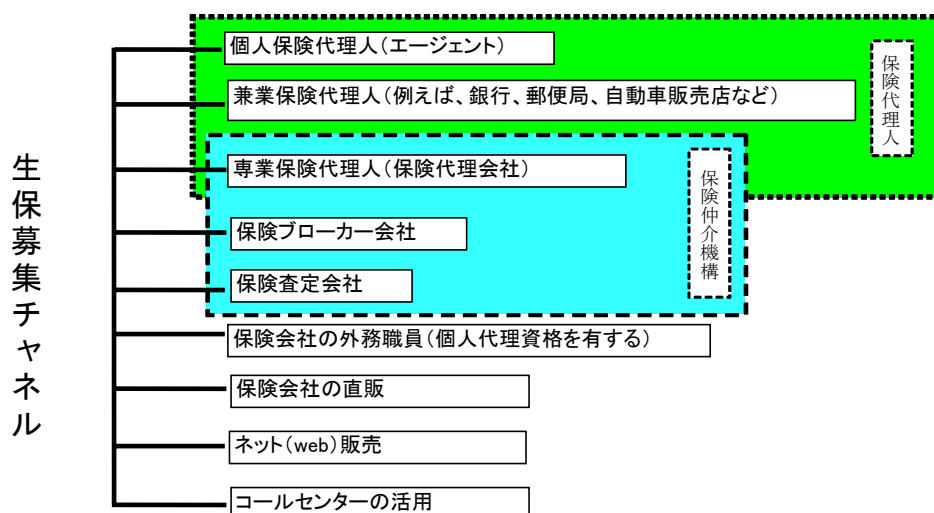 生保募集チャネル
個人保険代理人(エージェント)
兼業保険代理人(例えば、銀行、郵便局、自動車販売店など)
保険代理人
専業保険代理人(保険代理会社)
保険仲介機構
保険ブローカー会社
保険査定会社
保険会社の外務職員(個人代理資格を有する)
保険会社の直販
ネット(web)販売
コールセンターの活用